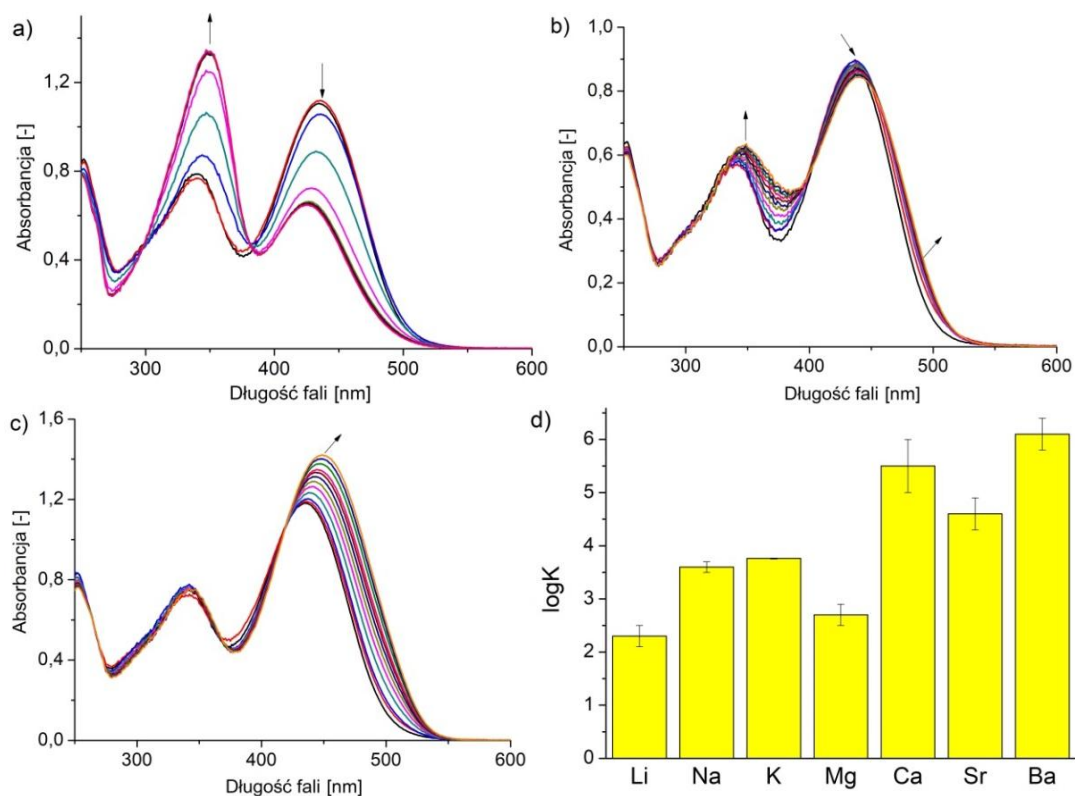 a)
1,2
0,8
0,4
0,0
300 400 500 600
Absorbancja [-]
Długość fali [nm]
b)
1,0
0,8
0,6
0,4
0,2
0,0
300 400 500 600
Absorbancja [-]
Długość fali [nm]
c)
1,6
1,2
0,8
0,4
0,0
300 400 500 600
Absorbancja [-]
Długość fali [nm]
d)
6
5
4
3
2
1
0
logK
Li Na K Mg Ca Sr Ba